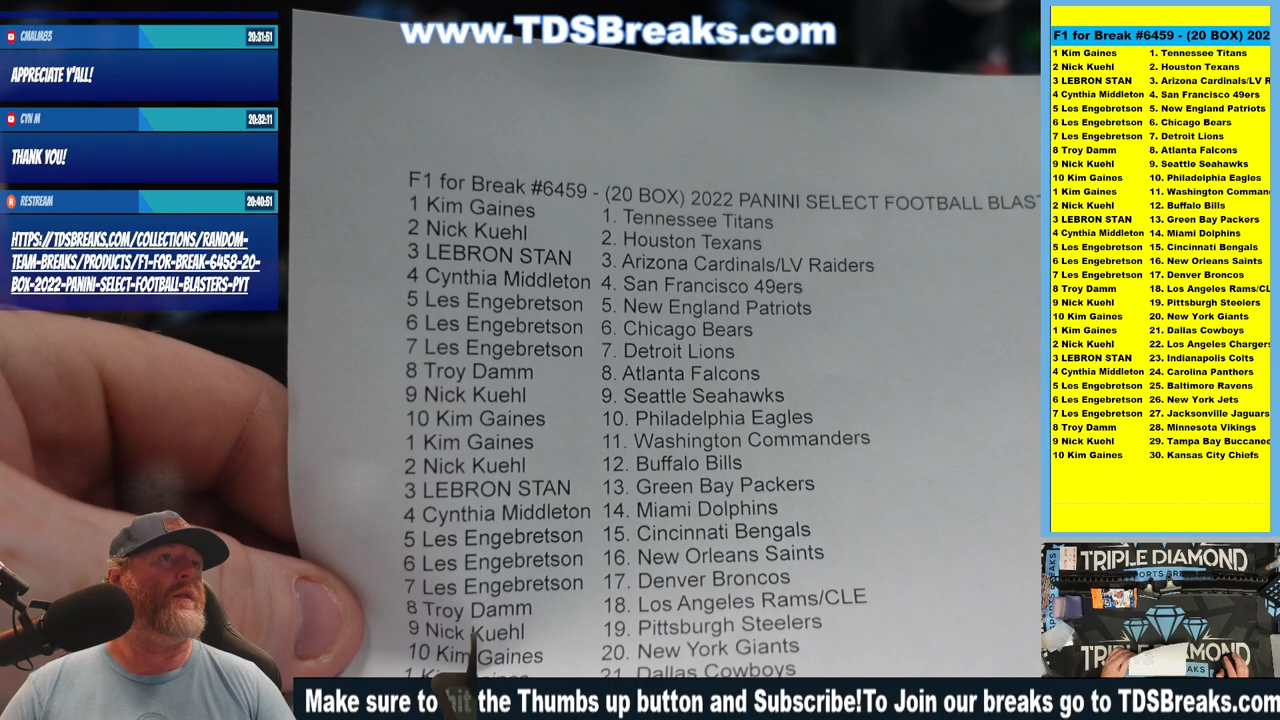 www.TDSBreaks.com
CMALM83
20:31:51
APPRECIATE Y'ALL!
CYN M
20:32:11
THANK YOU!
RESTREAM
20:40:51
HTTPS://TDSBREAKS.COM/COLLECTIONS/RANDOM-
TEAM-BREAKS/PRODUCTS/F1-FOR-BREAK-6458-20-
BOX-2022-PANINI-SELECT-FOOTBALL-BLASTERS-PYT
F1 for Break #6459 - (20 BOX) 2022 PANINI SELECT FOOTBALL BLAST
1 Kim Gaines 1. Tennessee Titans
2 Nick Kuehl 2. Houston Texans
3 LEBRON STAN 3. Arizona Cardinals/LV Raiders
4 Cynthia Middleton 4. San Francisco 49ers
5 Les Engebretson 5. New England Patriots
6 Les Engebretson 6. Chicago Bears
7 Les Engebretson 7. Detroit Lions
8 Troy Damm 8. Atlanta Falcons
9 Nick Kuehl 9. Seattle Seahawks
10 Kim Gaines 10. Philadelphia Eagles
1 Kim Gaines 11. Washington Commanders
2 Nick Kuehl 12. Buffalo Bills
3 LEBRON STAN 13. Green Bay Packers
4 Cynthia Middleton 14. Miami Dolphins
5 Les Engebretson 15. Cincinnati Bengals
6 Les Engebretson 16. New Orleans Saints
7 Les Engebretson 17. Denver Broncos
8 Troy Damm 18. Los Angeles Rams/CLE
9 Nick Kuehl 19. Pittsburgh Steelers
10 Kim Gaines 20. New York Giants
21. Dallas Cowboys
F1 for Break #6459 - (20 BOX) 202
1 Kim Gaines 1. Tennessee Titans
2 Nick Kuehl 2. Houston Texans
3 LEBRON STAN 3. Arizona Cardinals/LV R
4 Cynthia Middleton 4. San Francisco 49ers
5 Les Engebretson 5. New England Patriots
6 Les Engebretson 6. Chicago Bears
7 Les Engebretson 7. Detroit Lions
8 Troy Damm 8. Atlanta Falcons
9 Nick Kuehl 9. Seattle Seahawks
10 Kim Gaines 10. Philadelphia Eagles
1 Kim Gaines 11. Washington Comman
2 Nick Kuehl 12. Buffalo Bills
3 LEBRON STAN 13. Green Bay Packers
4 Cynthia Middleton 14. Miami Dolphins
5 Les Engebretson 15. Cincinnati Bengals
6 Les Engebretson 16. New Orleans Saints
7 Les Engebretson 17. Denver Broncos
8 Troy Damm 18. Los Angeles Rams/CL
9 Nick Kuehl 19. Pittsburgh Steelers
10 Kim Gaines 20. New York Giants
1 Kim Gaines 21. Dallas Cowboys
2 Nick Kuehl 22. Los Angeles Chargers
3 LEBRON STAN 23. Indianapolis Colts
4 Cynthia Middleton 24. Carolina Panthers
5 Les Engebretson 25. Baltimore Ravens
6 Les Engebretson 26. New York Jets
7 Les Engebretson 27. Jacksonville Jaguars
8 Troy Damm 28. Minnesota Vikings
9 Nick Kuehl 29. Tampa Bay Buccanee
10 Kim Gaines 30. Kansas City Chiefs
TRIPLE DIAMOND
TRIPLE DIAMOND
BREAKS
Make sure to hit the Thumbs up button and Subscribe!To Join our breaks go to TDSBreaks.com